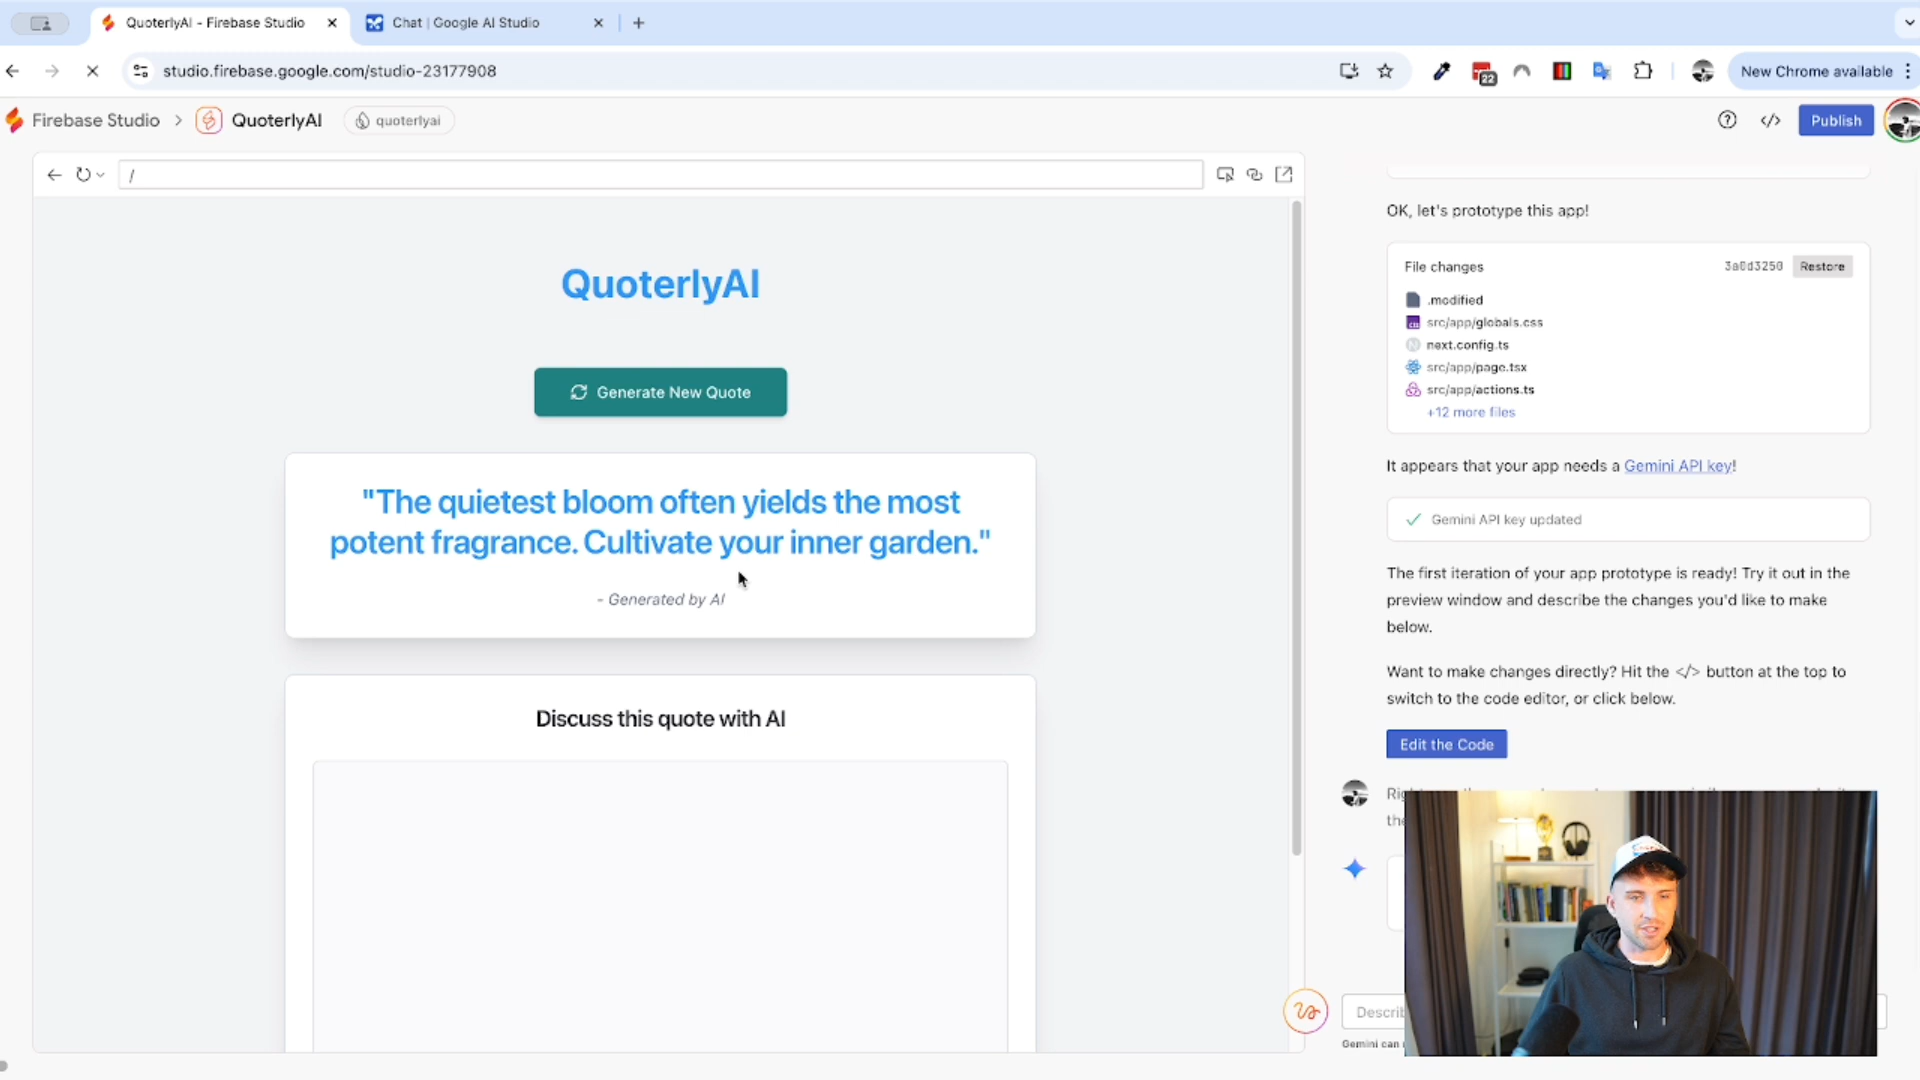 QuoterlyAI - Firebase Studio
Chat | Google AI Studio
studio.firebase.google.com/studio-23177908
22
New Chrome available
Firebase Studio > QuoterlyAI
quoterlyai
Publish
/
QuoterlyAI
Generate New Quote
"The quietest bloom often yields the most
potent fragrance. Cultivate your inner garden."
- Generated by AI
Discuss this quote with AI
OK, let's prototype this app!
File changes
3a0d3250
Restore
.modified
src/app/globals.css
next.config.ts
src/app/page.tsx
src/app/actions.ts
+12 more files
It appears that your app needs a Gemini API key!
Gemini API key updated
The first iteration of your app prototype is ready! Try it out in the
preview window and describe the changes you'd like to make
below.
Want to make changes directly? Hit the </> button at the top to
switch to the code editor, or click below.
Edit the Code
Gemini can